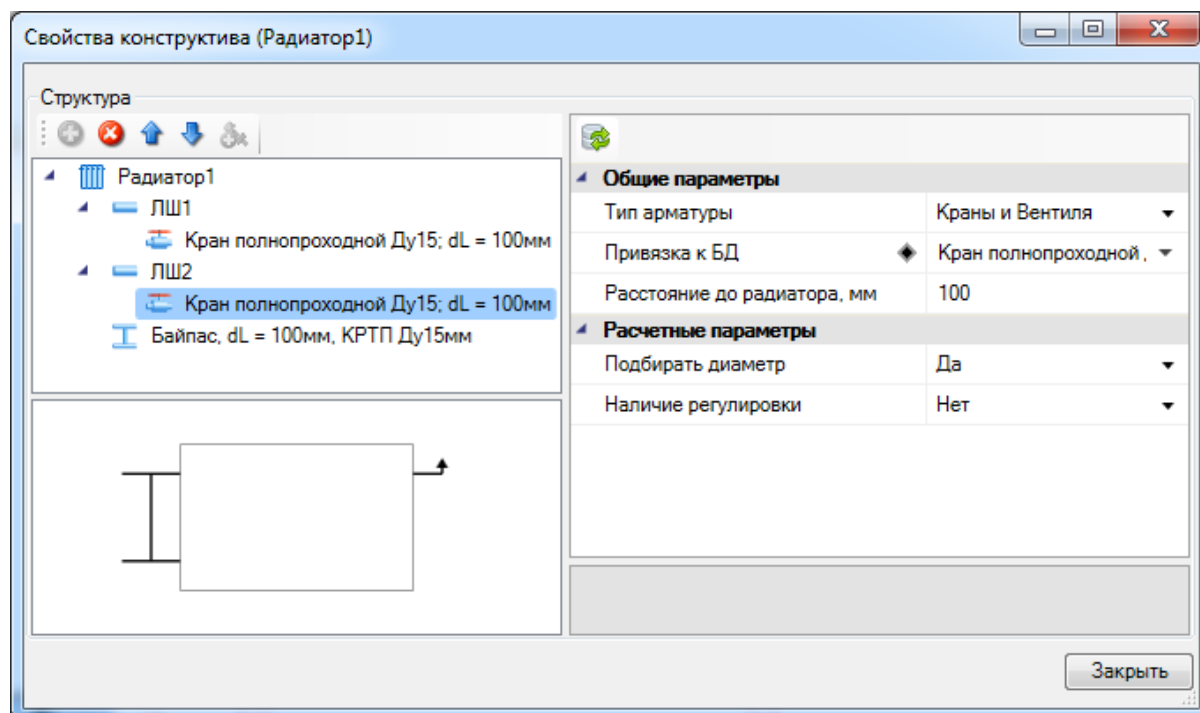 Свойства конструктива (Радиатор1)
Структура
Радиатор1
ЛШ1
Кран полнопроходной Ду15; dL = 100мм
ЛШ2
Кран полнопроходной Ду15; dL = 100мм
Байпас, dL = 100мм, КРТП Ду15мм
Общие параметры
Тип арматуры Краны и Вентиля
Привязка к БД Кран полнопроходной,
Расстояние до радиатора, мм 100
Расчетные параметры
Подбирать диаметр Да
Наличие регулировки Нет
Закрыть